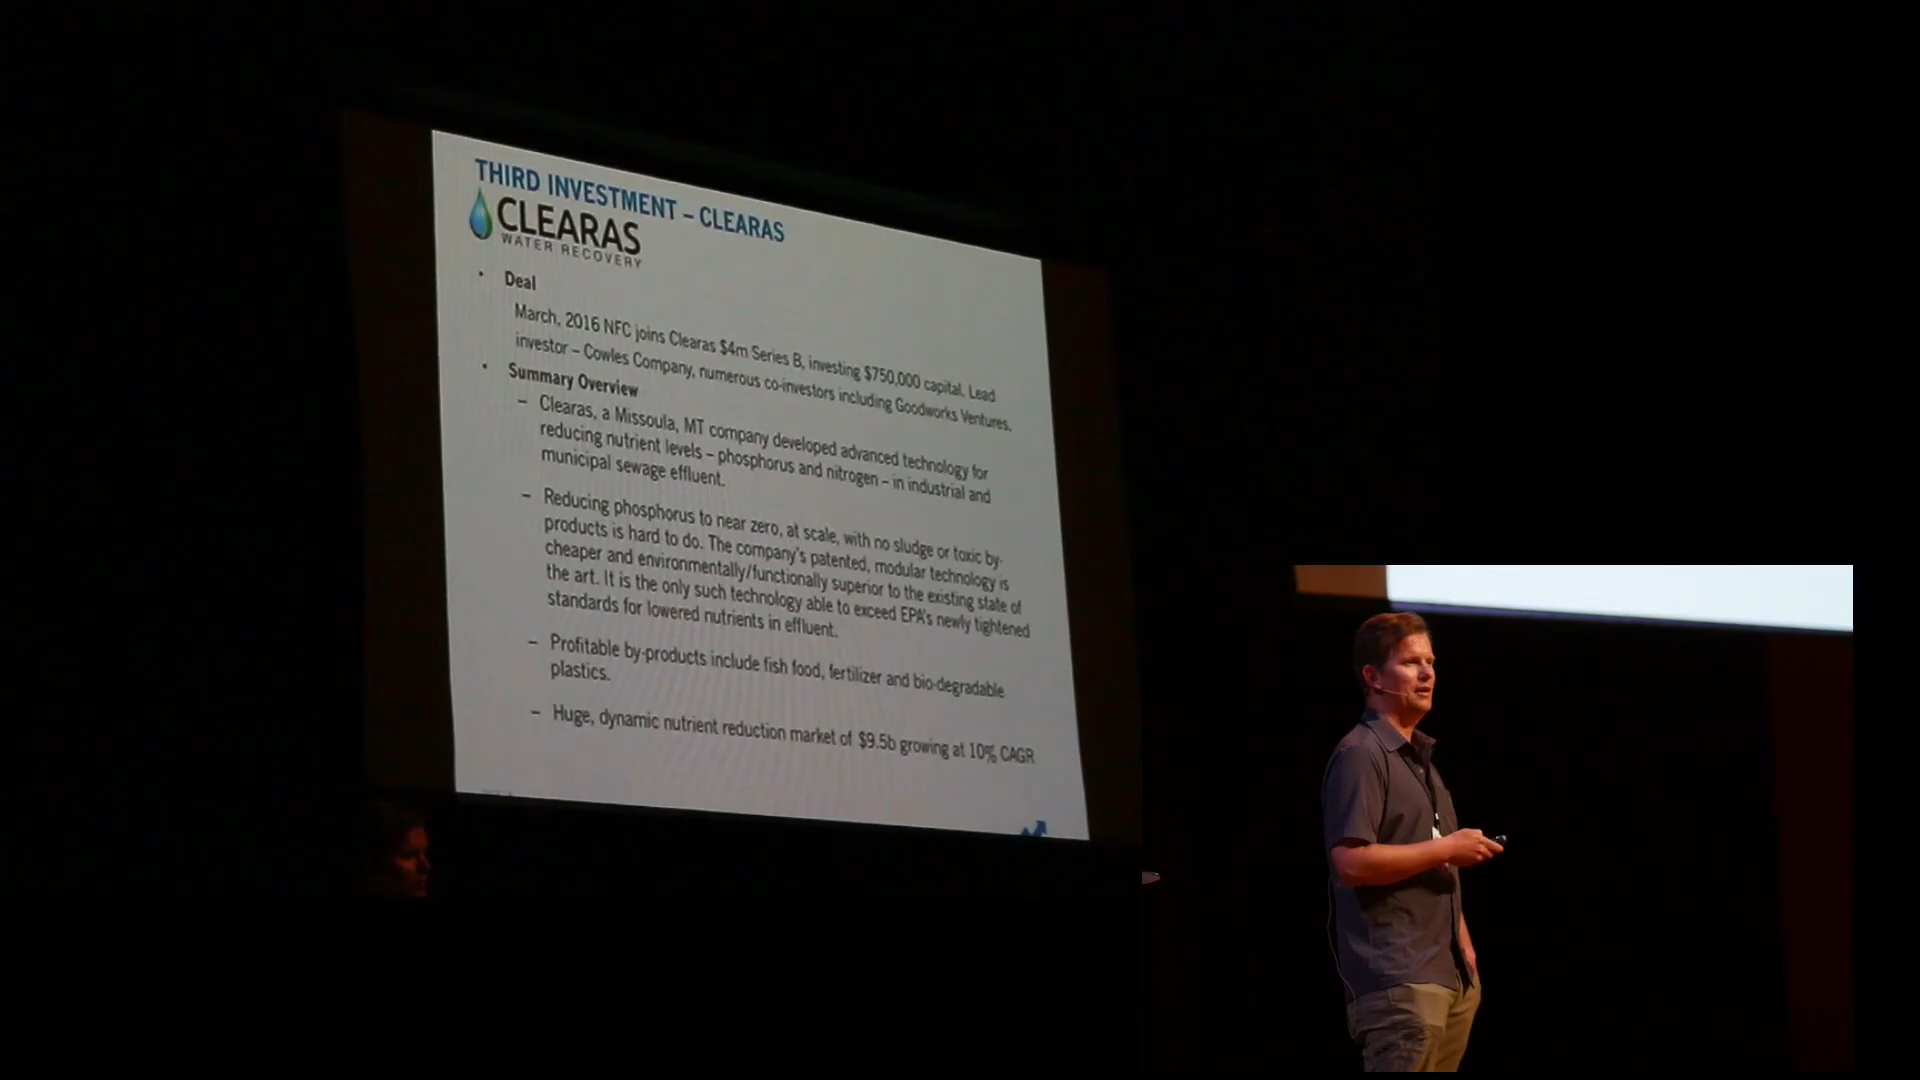 THIRD INVESTMENT – CLEARAS
CLEARAS
WATER RECOVERY
• Deal
March, 2016 NFC joins Clearas $4m Series B, investing $750,000 capital. Lead
investor – Cowles Company, numerous co-investors including Goodworks Ventures.
• Summary Overview
– Clearas, a Missoula, MT company developed advanced technology for
reducing nutrient levels – phosphorus and nitrogen – in industrial and
municipal sewage effluent.
– Reducing phosphorus to near zero, at scale, with no sludge or toxic by-
products is hard to do. The company's patented, modular technology is
cheaper and environmentally/functionally superior to the existing state of
the art. It is the only such technology able to exceed EPA's newly tightened
standards for lowered nutrients in effluent.
– Profitable by-products include fish food, fertilizer and bio-degradable
plastics.
– Huge, dynamic nutrient reduction market of $9.5b growing at 10% CAGR